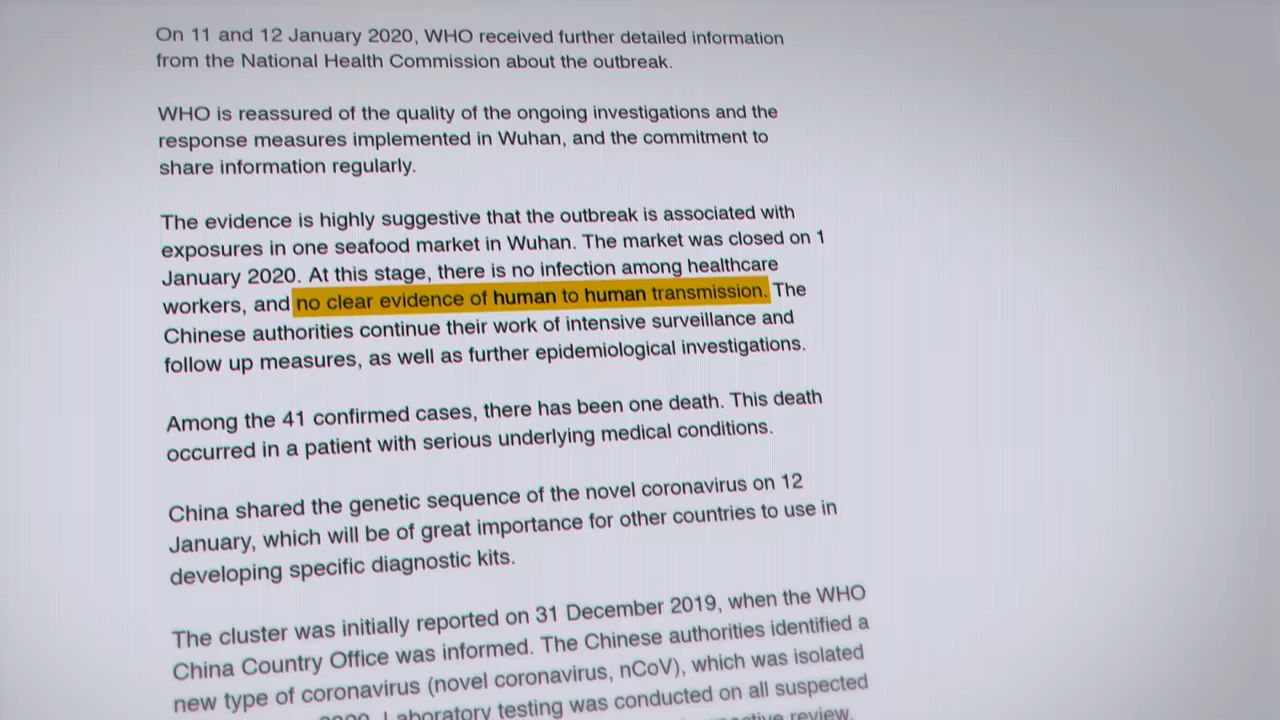 On 11 and 12 January 2020, WHO received further detailed information
from the National Health Commission about the outbreak.
WHO is reassured of the quality of the ongoing investigations and the
response measures implemented in Wuhan, and the commitment to
share information regularly.
The evidence is highly suggestive that the outbreak is associated with
exposures in one seafood market in Wuhan. The market was closed on 1
January 2020. At this stage, there is no infection among healthcare
workers, and no clear evidence of human to human transmission. The
Chinese authorities continue their work of intensive surveillance and
follow up measures, as well as further epidemiological investigations.
Among the 41 confirmed cases, there has been one death. This death
occurred in a patient with serious underlying medical conditions.
China shared the genetic sequence of the novel coronavirus on 12
January, which will be of great importance for other countries to use in
developing specific diagnostic kits.
The cluster was initially reported on 31 December 2019, when the WHO
China Country Office was informed. The Chinese authorities identified a
new type of coronavirus (novel coronavirus, nCoV), which was isolated
Laboratory testing was conducted on all suspected
review.